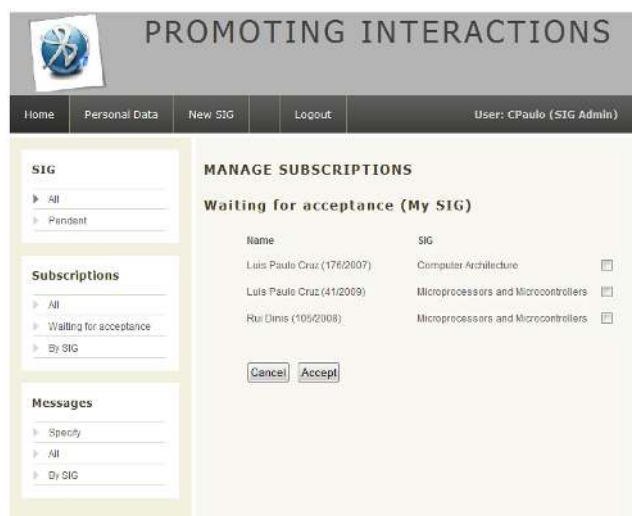 PROMOTING INTERACTIONS
Home Personal Data New SIG Logout User: CPaulo (SIG Admin)
SIG
All
Pendent
Subscriptions
All
Waiting for acceptance
By SIG
Messages
Specify
All
By SIG
MANAGE SUBSCRIPTIONS
Waiting for acceptance (My SIG)
Name SIG
Luis Paulo Cruz (176/2007) Computer Architecture
Luis Paulo Cruz (41/2009) Microprocessors and Microcontrollers
Rui Dinis (105/2008) Microprocessors and Microcontrollers
Cancel Accept